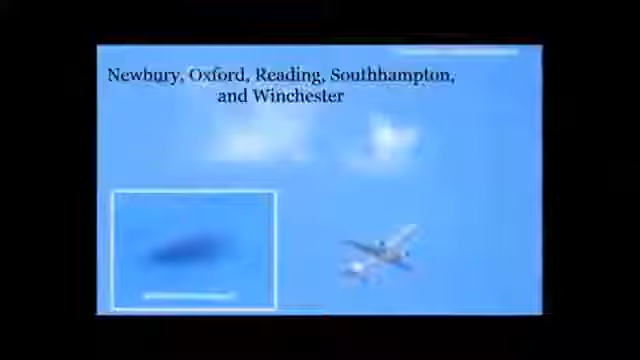 Newbury, Oxford, Reading, Southhampton,
and Winchester